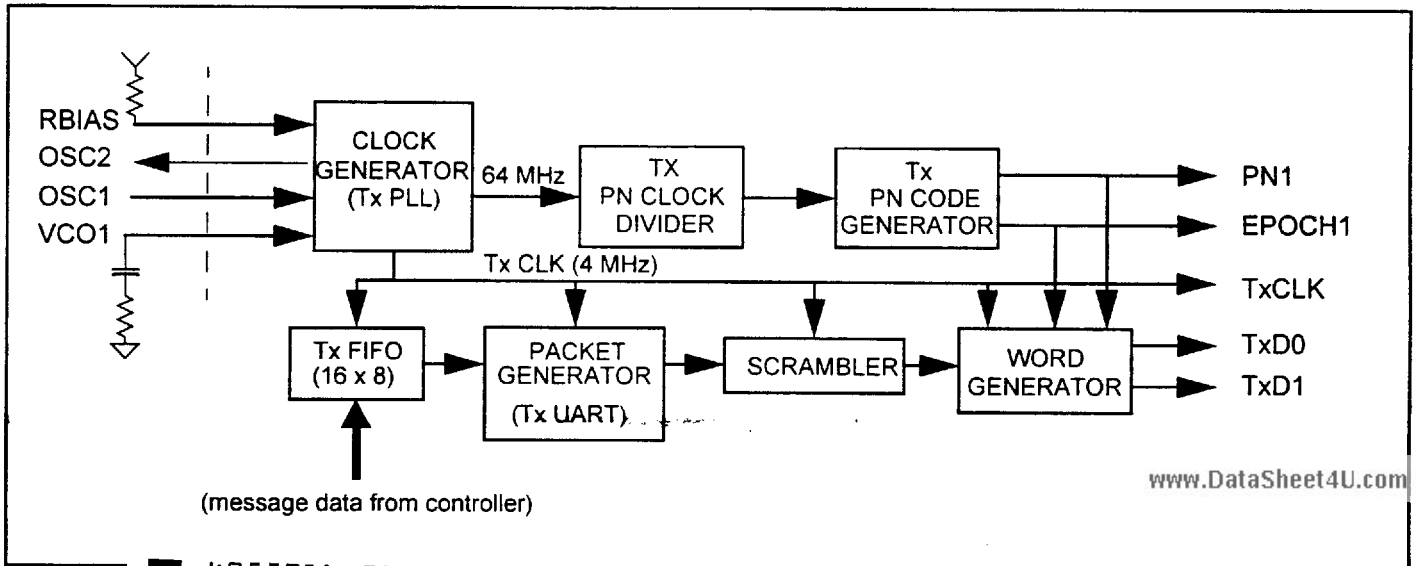 RBIAS
OSC2
OSC1
VCO1
CLOCK
GENERATOR
(Tx PLL)
64 MHz
TX
PN CLOCK
DIVIDER
Tx
PN CODE
GENERATOR
PN1
EPOCH1
Tx CLK (4 MHz)
TxCLK
Tx FIFO
(16 x 8)
PACKET
GENERATOR
(Tx UART)
SCRAMBLER
WORD
GENERATOR
TxD0
TxD1
(message data from controller)
www.DataSheet4U.com